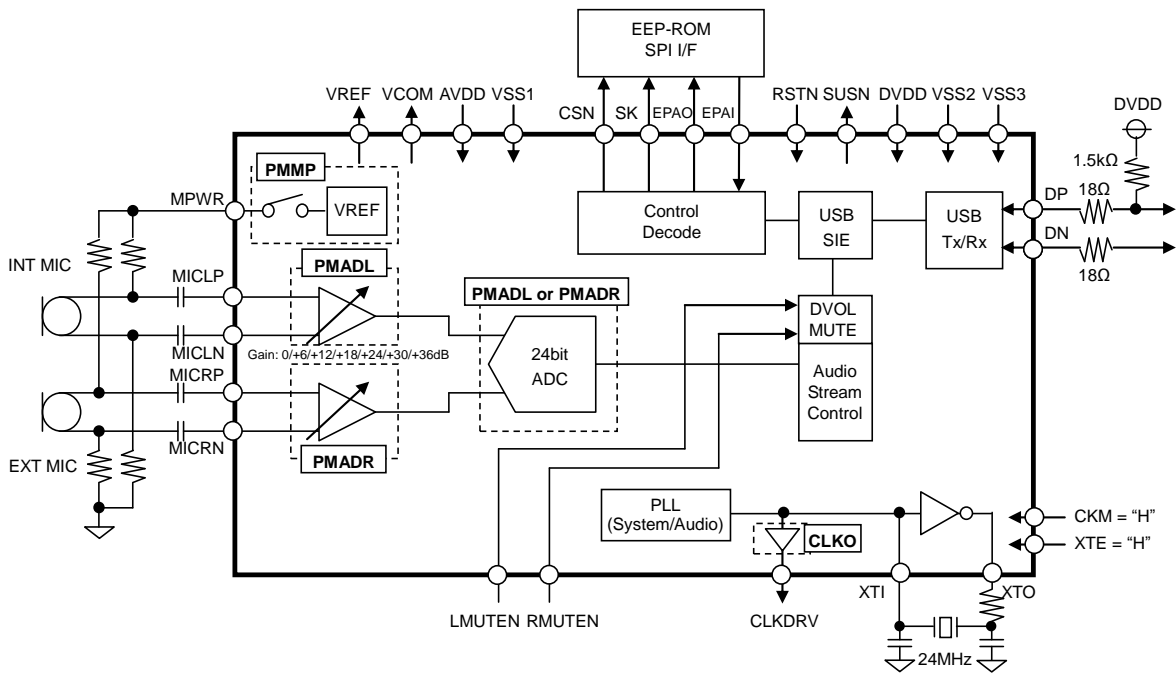 EEP-ROM
SPI I/F
VREF VCOM AVDD VSS1
CSN SK EPAO EPAI
RSTN SUSN DVDD VSS2 VSS3
DVDD
1.5kΩ
PMMP
MPWR
VREF
Control
Decode
USB
SIE
USB
Tx/Rx
DP
18Ω
DN
18Ω
INT MIC
MICLP
PMADL
PMADL or PMADR
DVOL
MUTE
MICLN
Gain: 0/+6/+12/+18/+24/+30/+36dB
24bit
ADC
MICRP
Audio
Stream
Control
MICRN
EXT MIC
PMADR
PLL
(System/Audio)
CLKO
CKM = “H”
XTE = “H”
LMUTEN RMUTEN
CLKDRV
XTI
XTO
24MHz